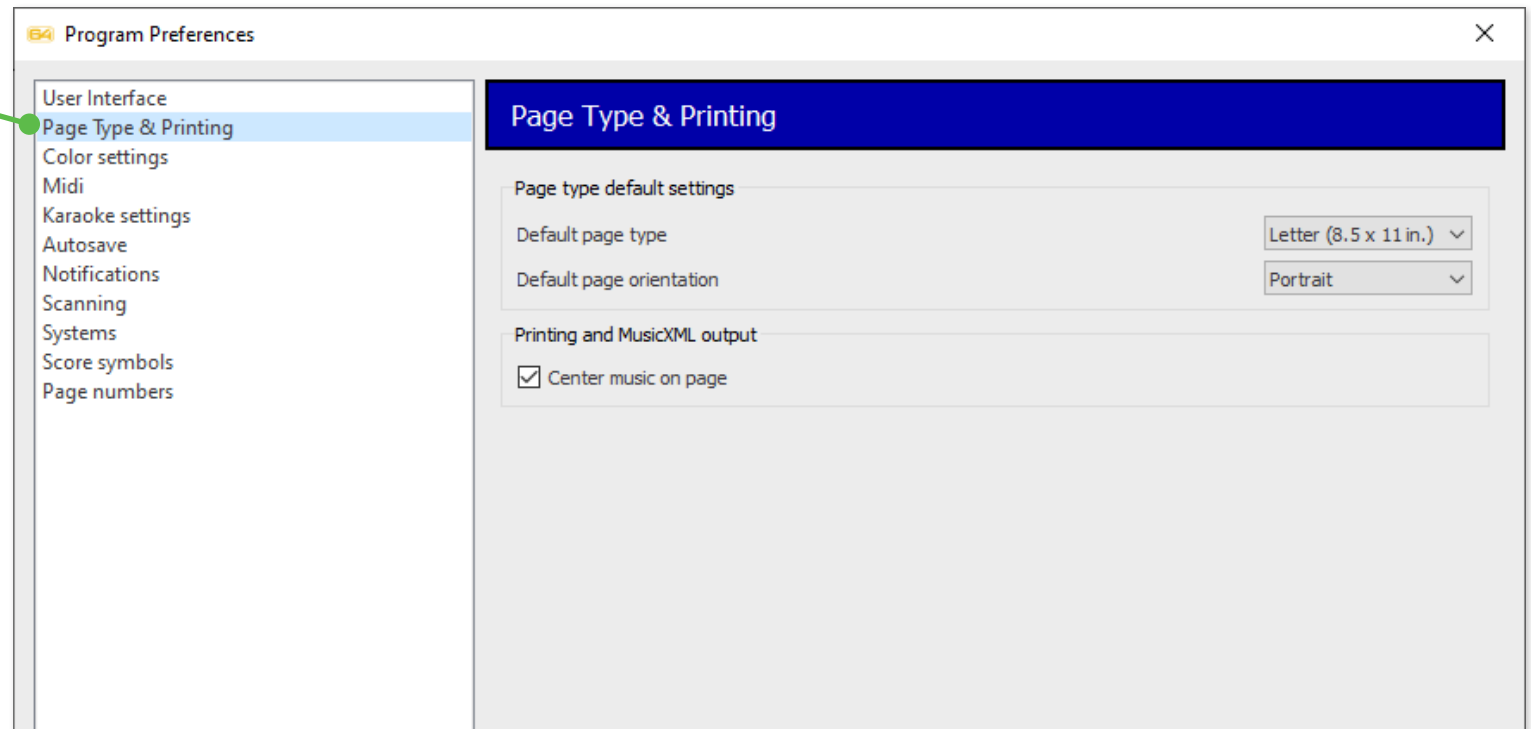 64 Program Preferences
User Interface
Page Type & Printing
Color settings
Midi
Karaoke settings
Autosave
Notifications
Scanning
Systems
Score symbols
Page numbers
Page Type & Printing
Page type default settings
Default page type Letter (8.5 x 11 in.)
Default page orientation Portrait
Printing and MusicXML output
Center music on page